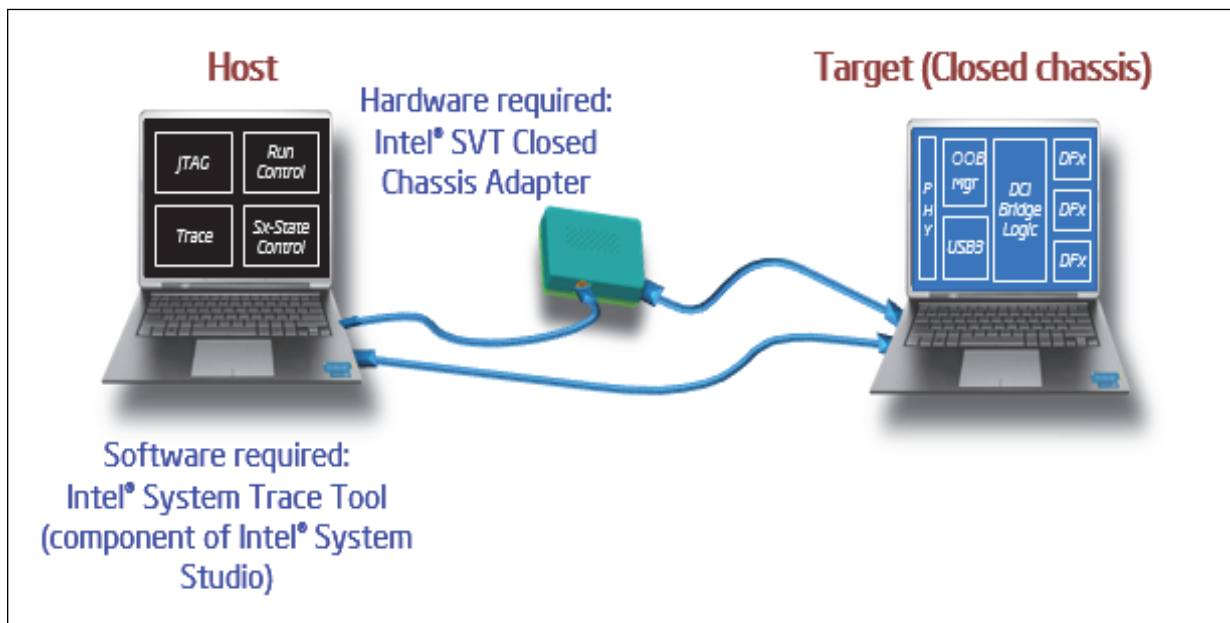 Host
Target (Closed chassis)
Hardware required:
Intel® SVT Closed
Chassis Adapter
JTAG
Run
Control
Trace
Sx-State
Control
P
H
Y
OOB
Mgr
USB3
DCI
Bridge
Logic
DFx
DFx
DFx
Software required:
Intel® System Trace Tool
(component of Intel® System
Studio)